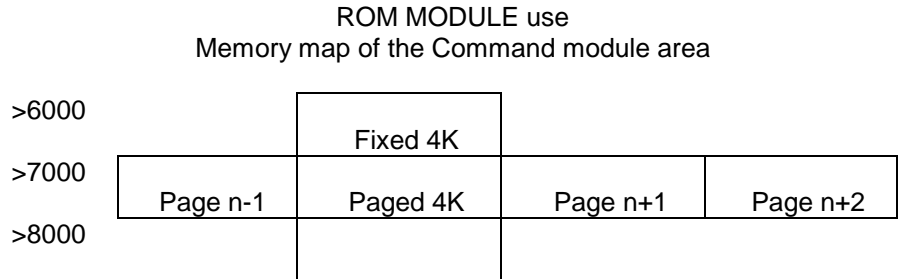 ROM MODULE use
Memory map of the Command module area
>6000
Fixed 4K
>7000
Page n-1 Paged 4K Page n+1 Page n+2
>8000